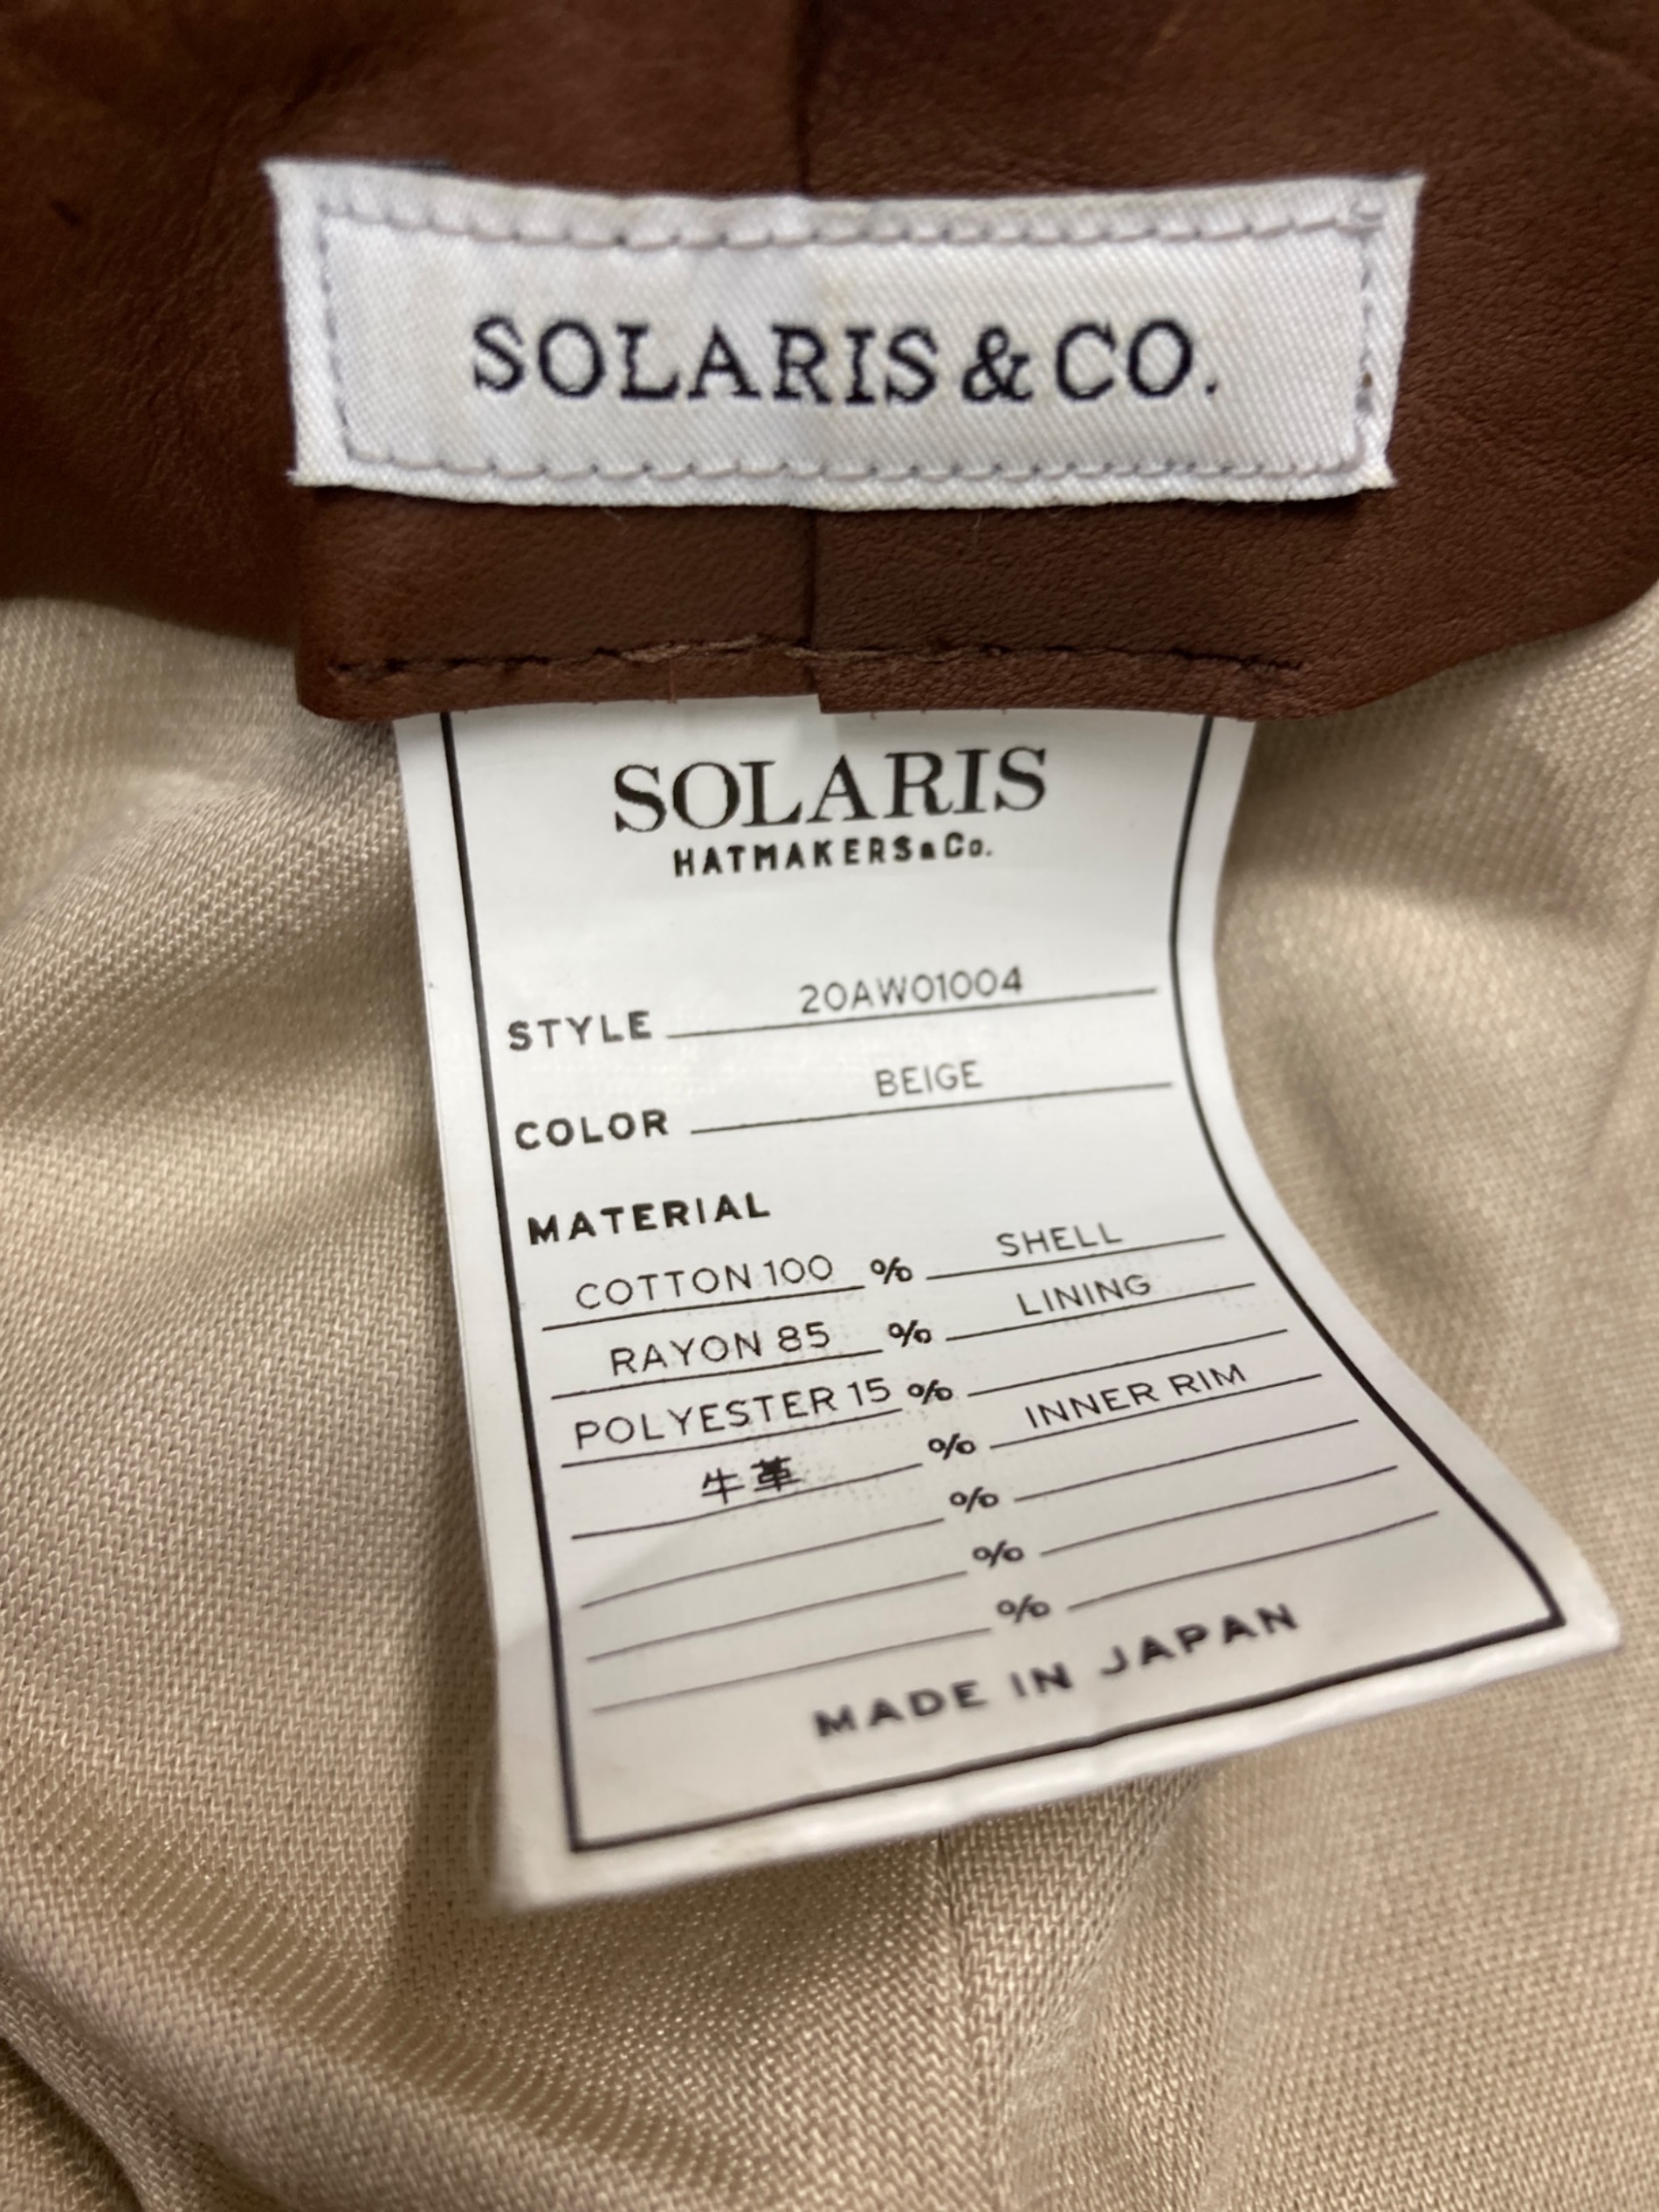 SOLARIS & CO.
SOLARIS
HATMAKERS & Co.
STYLE 20AW01004
COLOR BEIGE
MATERIAL
COTTON 100 % SHELL
RAYON 85 % LINING
POLYESTER 15 %
牛革 % INNER RIM
%
%
%
MADE IN JAPAN